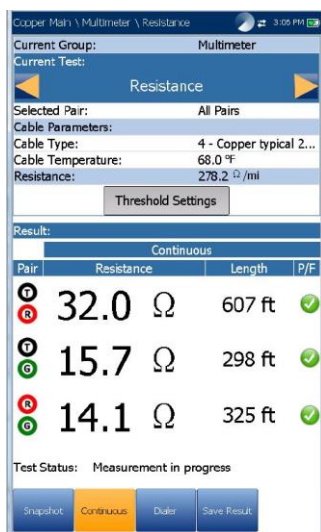 Copper Main \ Multimeter \ Resistance 3:05 PM
Current Group: Multimeter
Current Test:
Resistance
Selected Pair: All Pairs
Cable Parameters:
Cable Type: 4 - Copper typical 2...
Cable Temperature: 68.0 °F
Resistance: 278.2 Ω/mi
Threshold Settings
Result:
Continuous
Pair Resistance Length P/F
T R 32.0 Ω 607 ft
T G 15.7 Ω 298 ft
R G 14.1 Ω 325 ft
Test Status: Measurement in progress
Snapshot Continuous Dialer Save Result